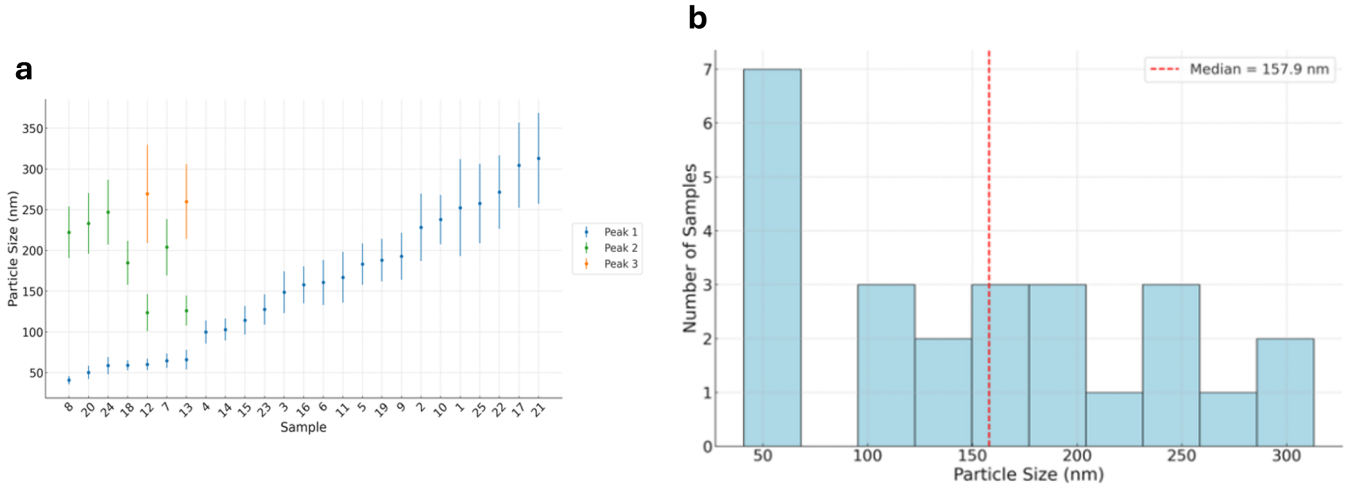 a
Particle Size (nm)
350
300
250
200
150
100
50
8 20 24 18 12 7 13 4 14 15 23 3 16 6 11 5 19 9 2 10 1 25 22 17 21
Sample
Peak 1
Peak 2
Peak 3
b
Number of Samples
7
6
5
4
3
2
1
0
50 100 150 200 250 300
Particle Size (nm)
Median = 157.9 nm